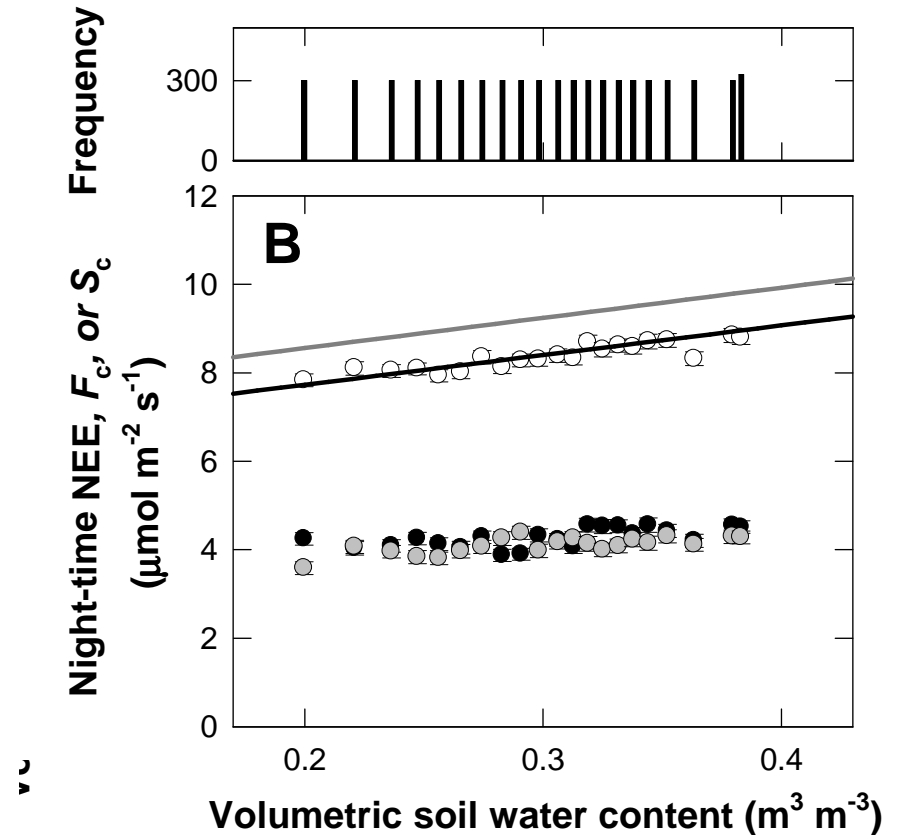 Frequency
300
0
12
10
8
6
4
2
0
B
Night-time NEE, Fc, or Sc
(μmol m-2 s-1)
0.2 0.3 0.4
Volumetric soil water content (m3 m-3)